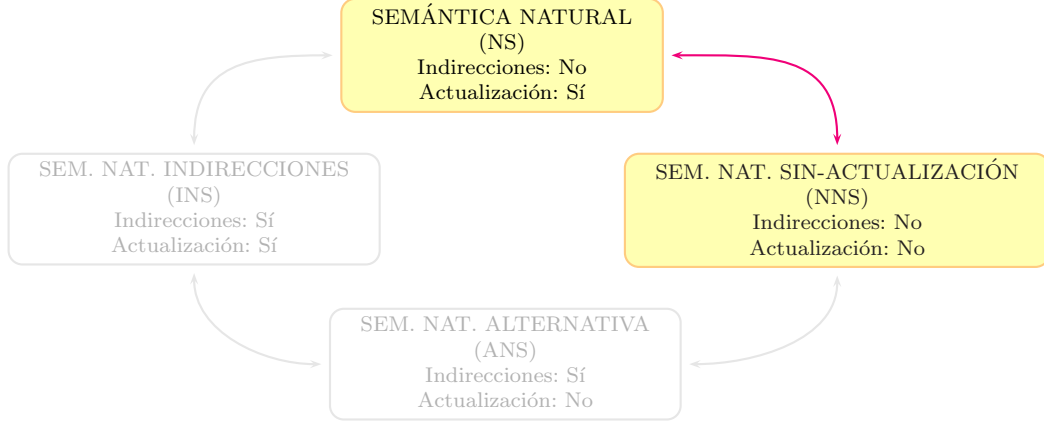 SEMÁNTICA NATURAL
(NS)
Indirecciones: No
Actualización: Sí
SEM. NAT. INDIRECCIONES
(INS)
Indirecciones: Sí
Actualización: Sí
SEM. NAT. SIN-ACTUALIZACIÓN
(NNS)
Indirecciones: No
Actualización: No
SEM. NAT. ALTERNATIVA
(ANS)
Indirecciones: Sí
Actualización: No